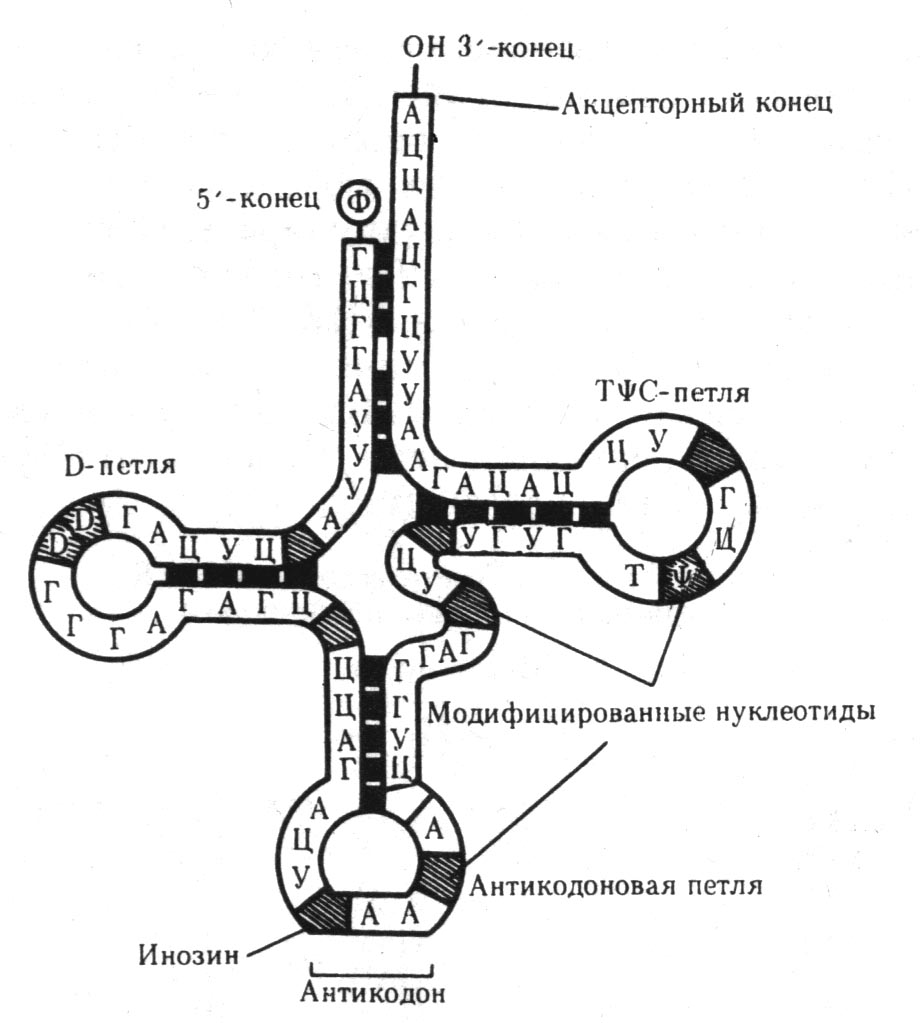 ОН 3′-конец
Акцепторный конец
5′-конец
Ф
А
Ц
Ц
А
Ц
Г
Ц
У
У
А
А
Г А Ц А Ц
Г
Ц
Г
Г
А
У
У
У
А
ТΨС-петля
Ц У
Г
Ц
Ψ
Т
У Г У Г
D-петля
D D Г А Ц У Ц
Г Г Г А Г А Г Ц
Ц У
Г Г А Г
Ц
Ц
А
Г
Г
У
Ц
Модифицированные нуклеотиды
Г
А
Ц
У
А
А А
Антикодоновая петля
Инозин
Антикодон